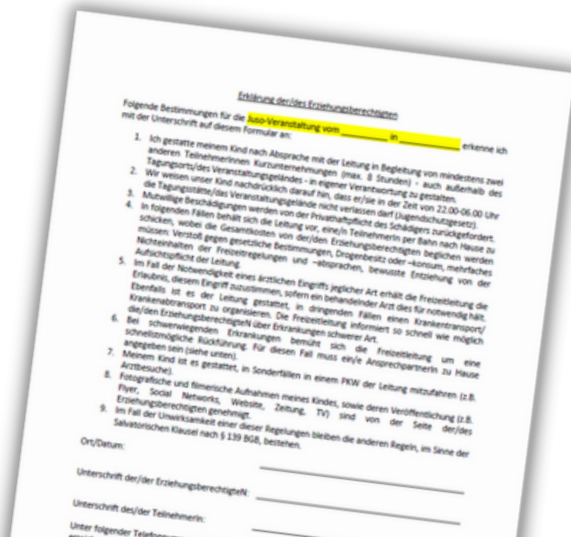 Erklärung der/des Erziehungsberechtigten
Folgende Bestimmungen für die Juso-Veranstaltung vom __________ in _____________ erkenne ich
mit der Unterschrift auf diesem Formular an:
1. Ich gestatte meinem Kind nach Absprache mit der Leitung in Begleitung von mindestens zwei
anderen TeilnehmerInnen Kurzunternehmungen (max. 8 Stunden) - auch außerhalb des
Tagungsorts/des Veranstaltungsgeländes - in eigener Verantwortung zu gestalten.
2. Wir weisen unser Kind nachdrücklich darauf hin, dass er/sie in der Zeit von 22.00-06.00 Uhr
die Tagungsstätte/das Veranstaltungsgelände nicht verlassen darf (Jugendschutzgesetz).
3. Mutwillige Beschädigungen werden von der Privathaftpflicht des Schädigers zurückgefordert.
4. In folgenden Fällen behält sich die Leitung vor, eine/n TeilnehmerIn per Bahn nach Hause zu
schicken, wobei die Gesamtkosten von der/den Erziehungsberechtigten beglichen werden
müssen: Verstoß gegen gesetzliche Bestimmungen, Drogenbesitz oder –konsum, mehrfaches
Nichteinhalten der Freizeitregelungen und –absprachen, bewusste Entziehung von der
Aufsichtspflicht der Leitung.
5. Im Fall der Notwendigkeit eines ärztlichen Eingriffs jeglicher Art erhält die Freizeitleitung die
Erlaubnis, diesem Eingriff zuzustimmen, sofern ein behandelnder Arzt dies für notwendig hält.
Ebenfalls ist es der Leitung gestattet, in dringenden Fällen einen Krankentransport/
Krankenabtransport zu organisieren. Die Freizeitleitung informiert so schnell wie möglich
die/den ErziehungsberechtigteN über Erkrankungen schwerer Art.
6. Bei schwerwiegenden Erkrankungen bemüht sich die Freizeitleitung um eine
schnellstmögliche Rückführung. Für diesen Fall muss ein/e AnsprechpartnerIn zu Hause
angegeben sein (siehe unten).
7. Meinem Kind ist es gestattet, in Sonderfällen in einem PKW der Leitung mitzufahren (z.B.
Arztbesuche).
8. Fotografische und filmerische Aufnahmen meines Kindes, sowie deren Veröffentlichung (z.B.
Flyer, Social Networks, Website, Zeitung, TV) sind von der Seite der/des
Erziehungsberechtigten genehmigt.
9. Im Fall der Unwirksamkeit einer dieser Regelungen bleiben die anderen Regeln, im Sinne der
Salvatorischen Klausel nach § 139 BGB, bestehen.
Ort/Datum:
Unterschrift der/der ErziehungsberechtigteN:
Unterschrift des/der TeilnehmerIn:
Unter folgender